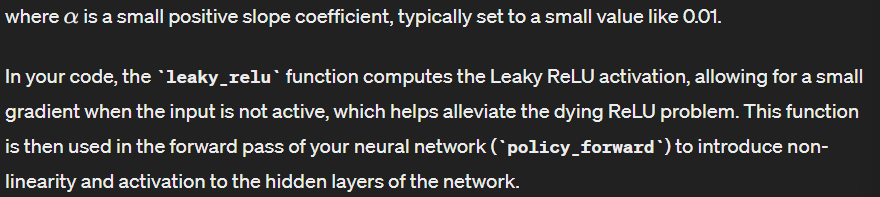 where α is a small positive slope coefficient, typically set to a small value like 0.01.
In your code, the `leaky_relu` function computes the Leaky ReLU activation, allowing for a small
gradient when the input is not active, which helps alleviate the dying ReLU problem. This function
is then used in the forward pass of your neural network (`policy_forward`) to introduce non-
linearity and activation to the hidden layers of the network.